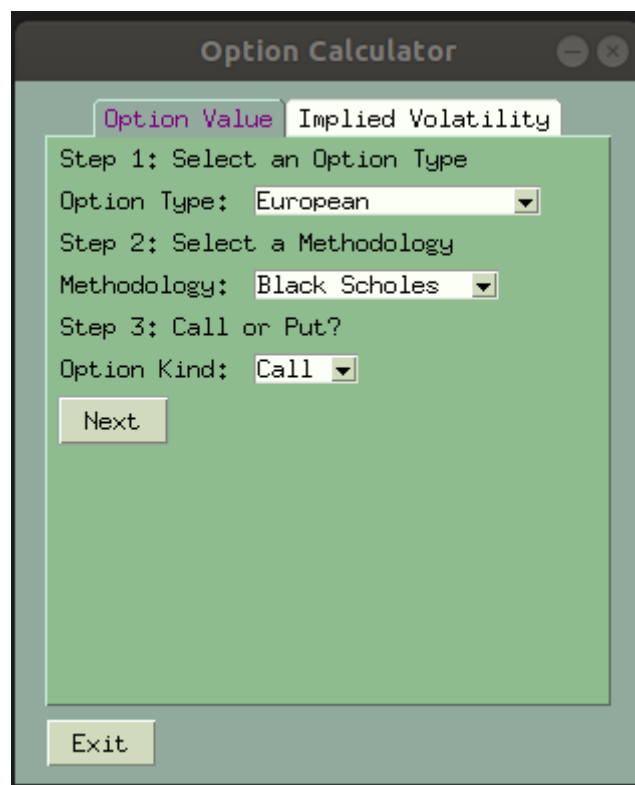 Option Calculator
Option Value Implied Volatility
Step 1: Select an Option Type
Option Type: European
Step 2: Select a Methodology
Methodology: Black Scholes
Step 3: Call or Put?
Option Kind: Call
Next
Exit